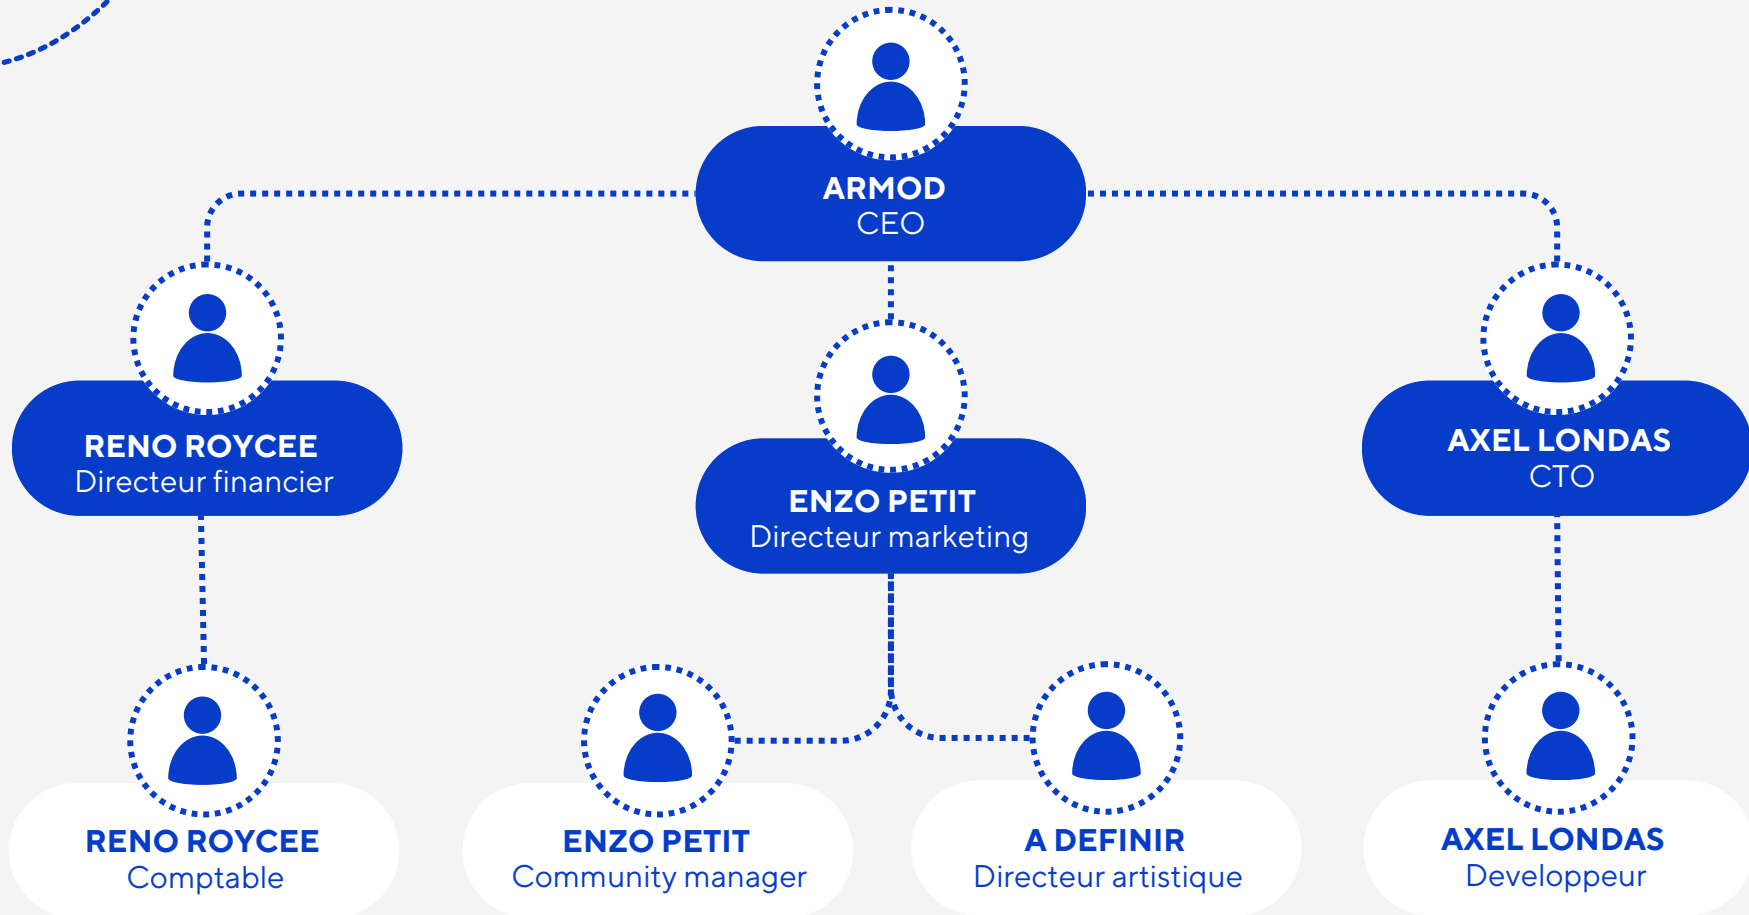 ARMOD
CEO
RENO ROYCEE
Directeur financier
ENZO PETIT
Directeur marketing
AXEL LONDAS
CTO
RENO ROYCEE
Comptable
ENZO PETIT
Community manager
A DEFINIR
Directeur artistique
AXEL LONDAS
Developpeur